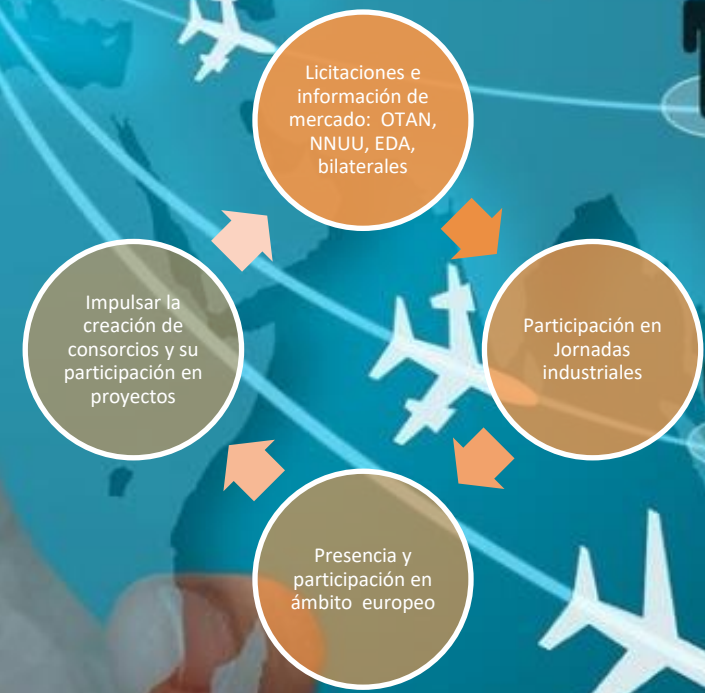 Licitaciones e
información de
mercado: OTAN,
NNUU, EDA,
bilaterales
Participación en
Jornadas
industriales
Presencia y
participación en
ámbito europeo
Impulsar la
creación de
consorcios y su
participación en
proyectos